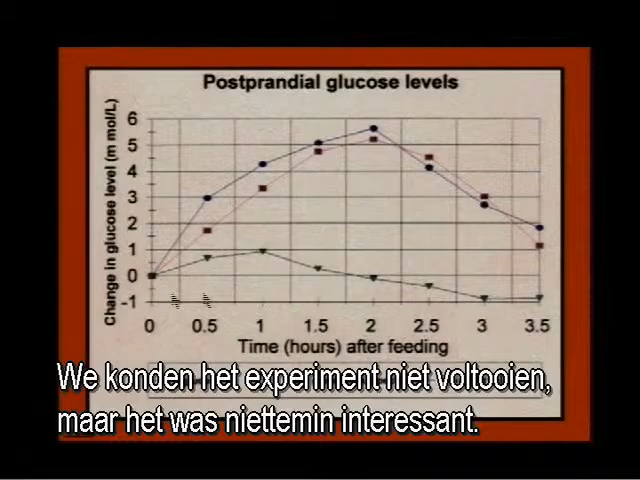 Postprandial glucose levels
Change in glucose level (m mol/L)
6
5
4
3
2
1
0
-1
0 0.5 1 1.5 2 2.5 3 3.5
Time (hours) after feeding
We konden het experiment niet voltooien,
maar het was niettemin interessant.